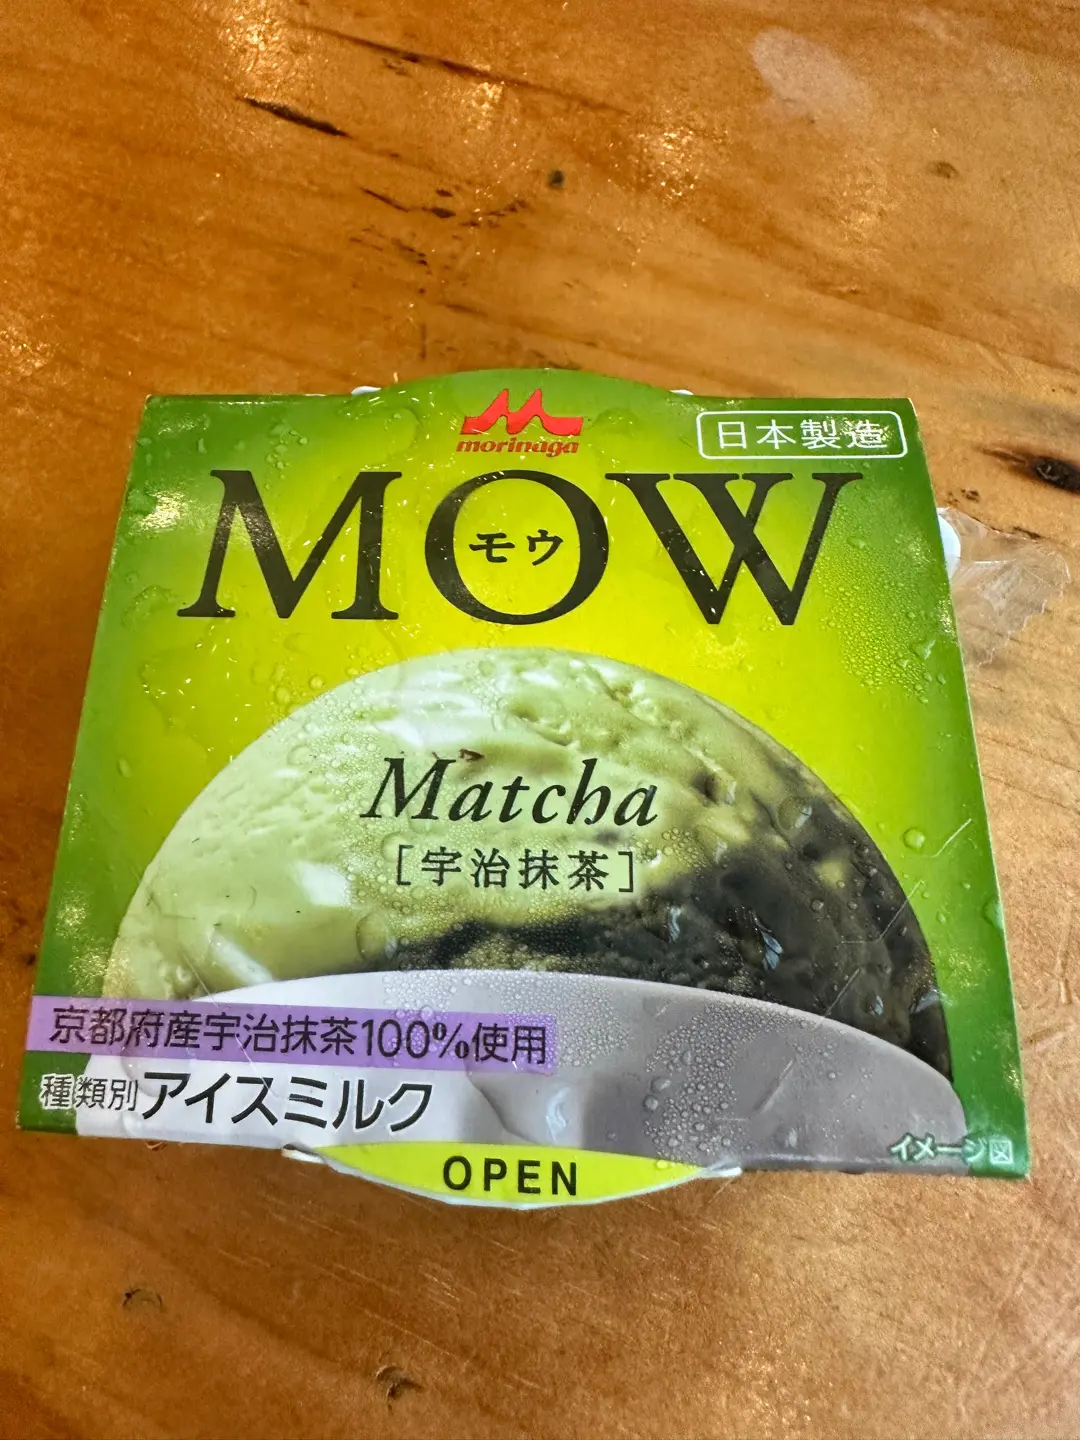 morinaga
日本製造
MOW
モウ
Matcha
[宇治抹茶]
京都府産宇治抹茶100%使用
種類別アイスミルク
イメージ図
OPEN